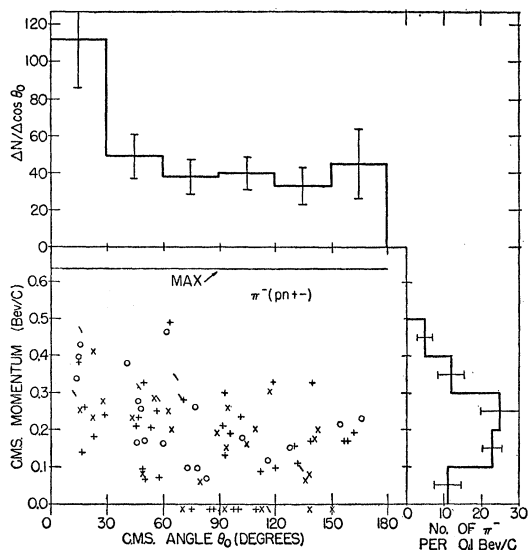 120
100
80
60
40
20
0
ΔN/Δcosθ₀
MAX
π⁻(pn+-)
0.6
0.5
0.4
0.3
0.2
0.1
0.0
C.M.S. MOMENTUM (Bev/C)
0 30 60 90 120 150 180
C.M.S. ANGLE θ₀ (DEGREES)
0 10 20 30
No. OF π⁻
PER 0.1 Bev/C